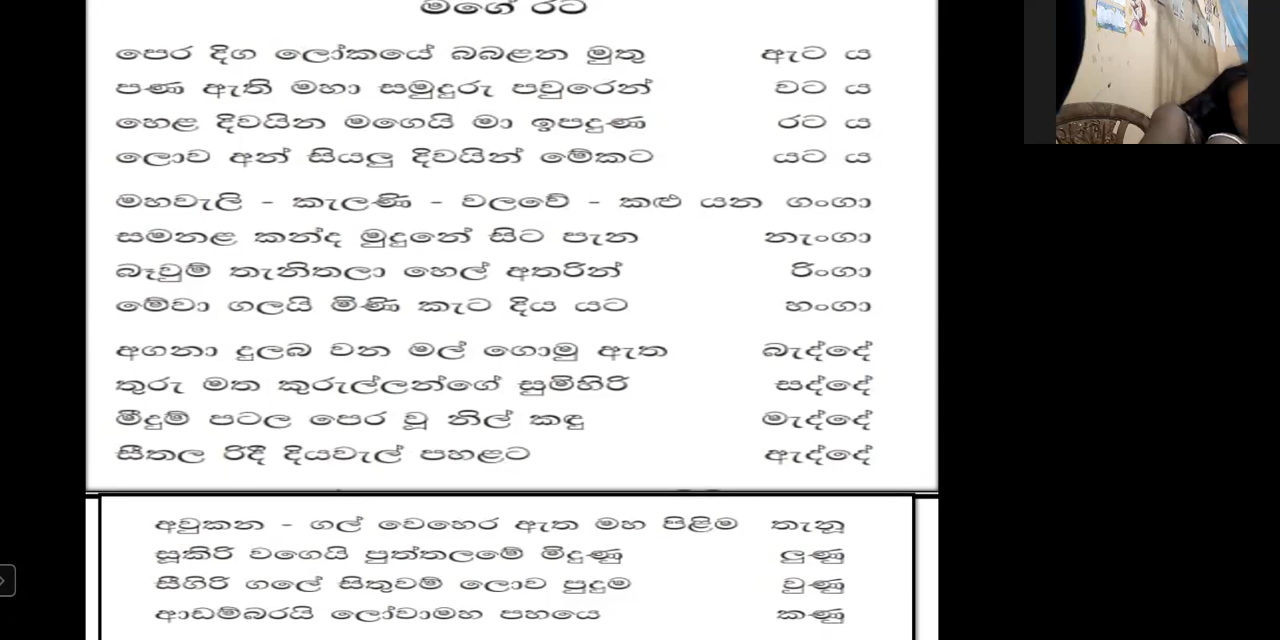 මගේ රට
පෙර දිග ලෝකයේ බබළන මුතු ඇට ය
පණ ඇති මහා සමුදුරු පවුරෙන් වට ය
හෙළ දිවයින මගෙයි මා ඉපදුණ රට ය
ලොව අන් සියලු දිවයින් මේකට යට ය
මහවැලි - කැලණි - වලවේ - කළු යන ගංගා
සමනළ කන්ද මුදුනේ සිට පැන නැංගා
බෑවුම් තැනිතලා හෙල් අතරින් රිංගා
මේවා ගලයි මිණි කැට දිය යට හංගා
අගනා දුලබ වන මල් ගොමු ඇත බැද්දේ
තුරු මත කුරුල්ලන්ගේ සුමිහිරි සද්දේ
මීදුම් පටල පෙර වූ නිල් කඳු මැද්දේ
සීතල රිදී දියවැල් පහළට ඇද්දේ
අවුකන - ගල් වෙහෙර ඇත මහ පිළිම තැනූ
සූකිරි වගෙයි පුත්තලමේ මිදුණු ලුණු
සීගිරි ගලේ සිතුවම් ලොව පුදුම වුණු
ආඩම්බරයි ලෝවාමහ පහයෙ කණු